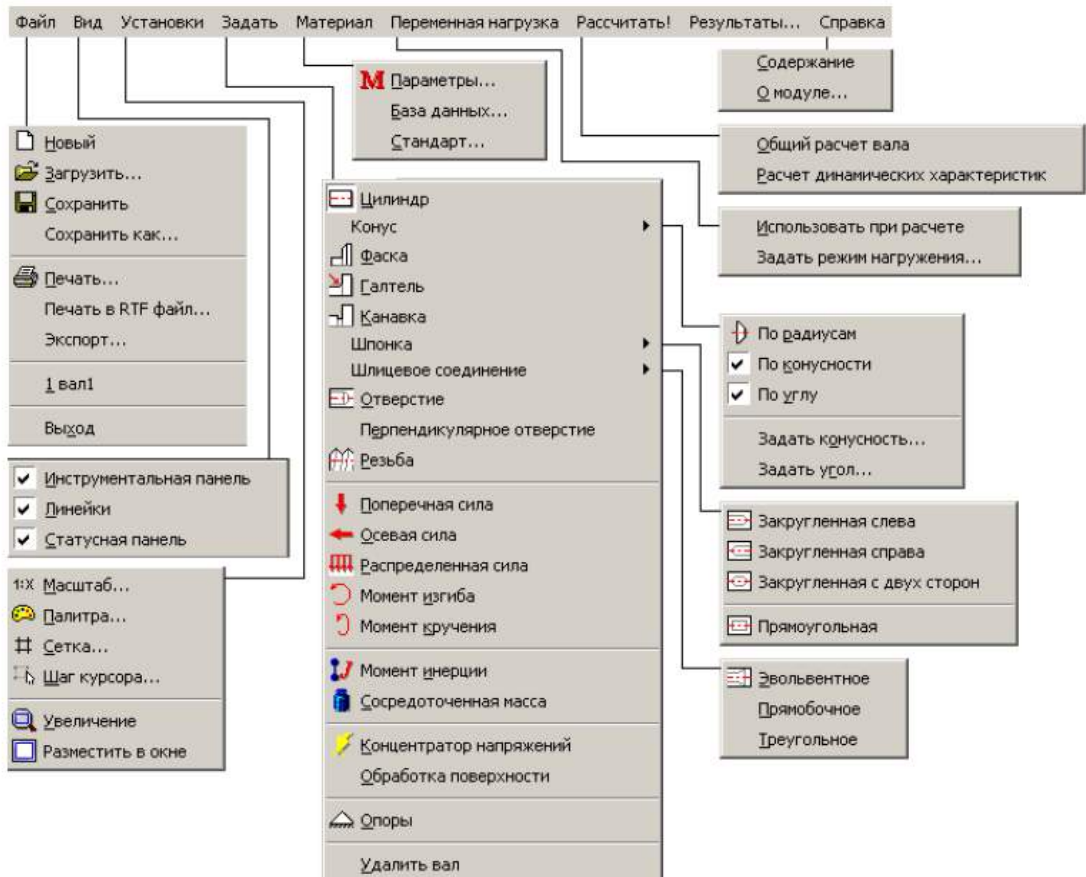 Файл Вид Установки Задать Материал Переменная нагрузка Рассчитать! Результаты... Справка
Новый
Загрузить...
Сохранить
Сохранить как...
Печать...
Печать в RTF файл...
Экспорт...
1 вал1
Выход
Инструментальная панель
Линейки
Статусная панель
1:X Масштаб...
Палитра...
Сетка...
Шаг курсора...
Увеличение
Разместить в окне
M Параметры...
База данных...
Стандарт...
Цилиндр
Конус
Фаска
Галтель
Канавка
Шпонка
Шлицевое соединение
Отверстие
Перпендикулярное отверстие
Резьба
Поперечная сила
Осевая сила
Распределенная сила
Момент изгиба
Момент кручения
Момент инерции
Сосредоточенная масса
Концентратор напряжений
Обработка поверхности
Опоры
Удалить вал
Содержание
О модуле...
Общий расчет вала
Расчет динамических характеристик
Использовать при расчете
Задать режим нагружения...
По радиусам
По конусности
По углу
Задать конусность...
Задать угол...
Закругленная слева
Закругленная справа
Закругленная с двух сторон
Прямоугольная
Эвольвентное
Прямобочное
Треугольное